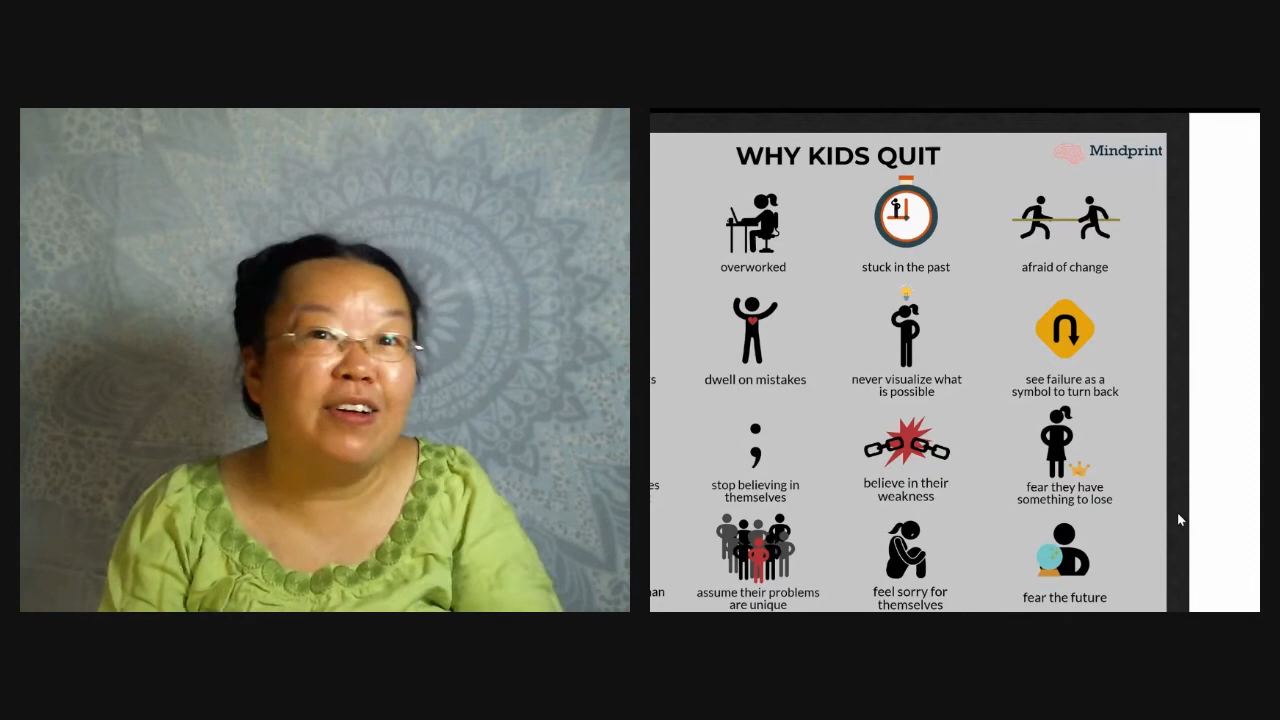 WHY KIDS QUIT
Mindprint
overworked
stuck in the past
afraid of change
dwell on mistakes
never visualize what
is possible
see failure as a
symbol to turn back
stop believing in
themselves
believe in their
weakness
fear they have
something to lose
assume their problems
are unique
feel sorry for
themselves
fear the future